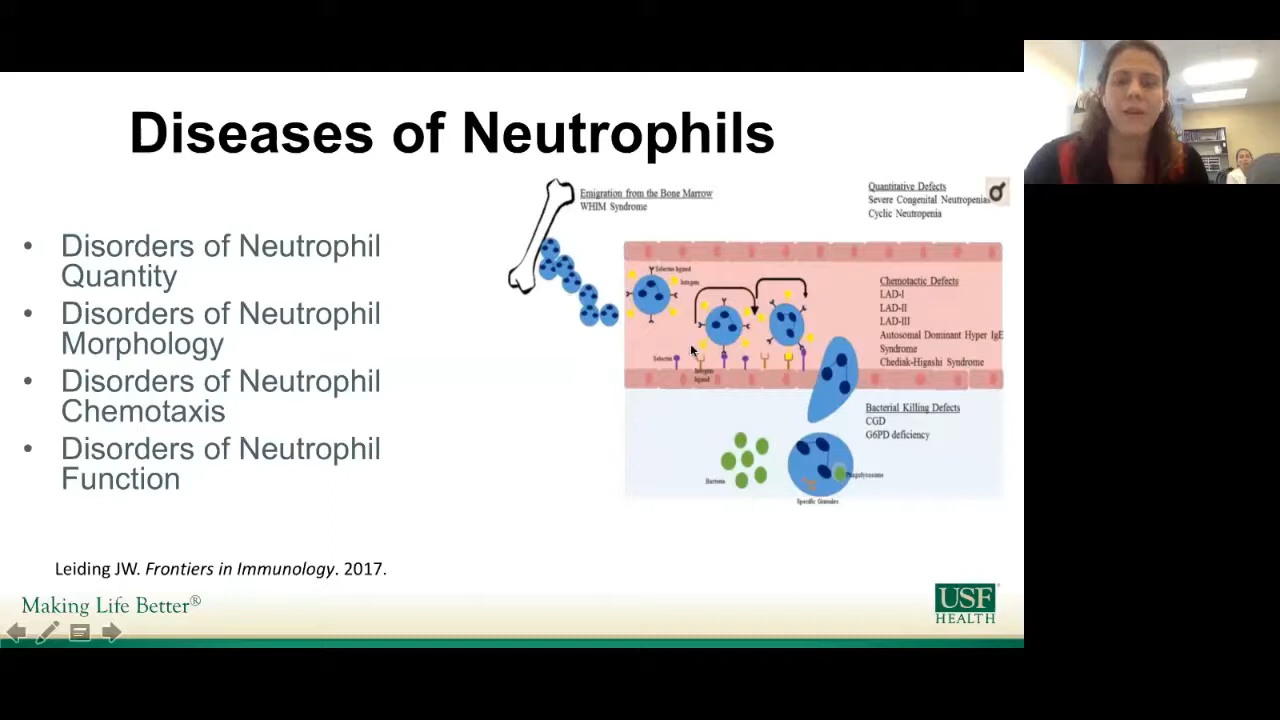 Diseases of Neutrophils
• Disorders of Neutrophil
Quantity
• Disorders of Neutrophil
Morphology
• Disorders of Neutrophil
Chemotaxis
• Disorders of Neutrophil
Function
Emigration from the Bone Marrow
WHIM Syndrome
Quantitative Defects
Severe Congenital Neutropenias
Cyclic Neutropenia
Selectin ligand
Integrin
Selectin
Integrin
ligand
Chemotactic Defects
LAD-I
LAD-II
LAD-III
Autosomal Dominant Hyper IgE
Syndrome
Chediak-Higashi Syndrome
Bacterial Killing Defects
CGD
G6PD deficiency
Bacteria
Phagolysosome
Specific Granules
Leiding JW. Frontiers in Immunology. 2017.
Making Life Better®
USF
HEALTH